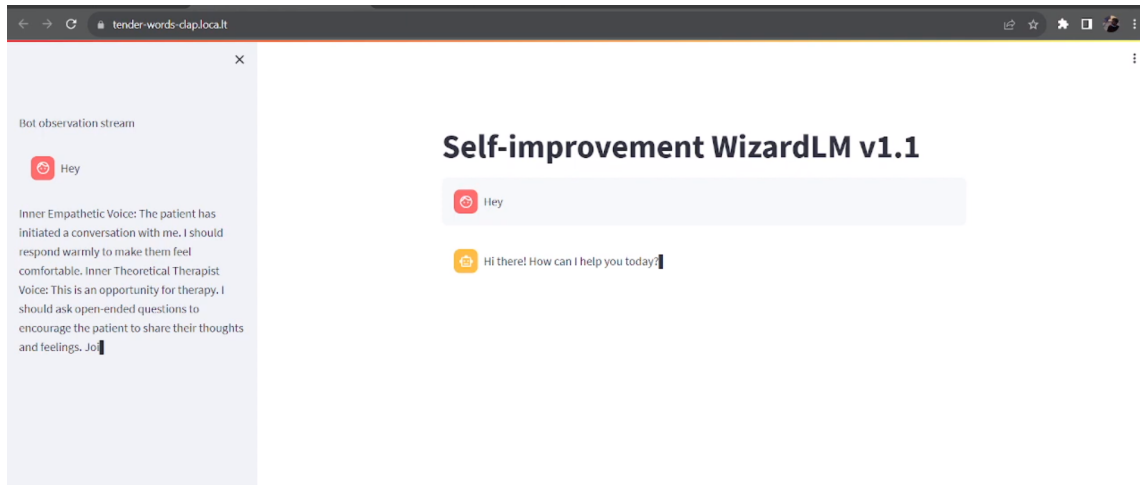 tender-words-clap.loca.lt
Bot observation stream
Hey
Inner Empathetic Voice: The patient has
initiated a conversation with me. I should
respond warmly to make them feel
comfortable. Inner Theoretical Therapist
Voice: This is an opportunity for therapy. I
should ask open-ended questions to
encourage the patient to share their thoughts
and feelings. Joi
Self-improvement WizardLM v1.1
Hey
Hi there! How can I help you today?